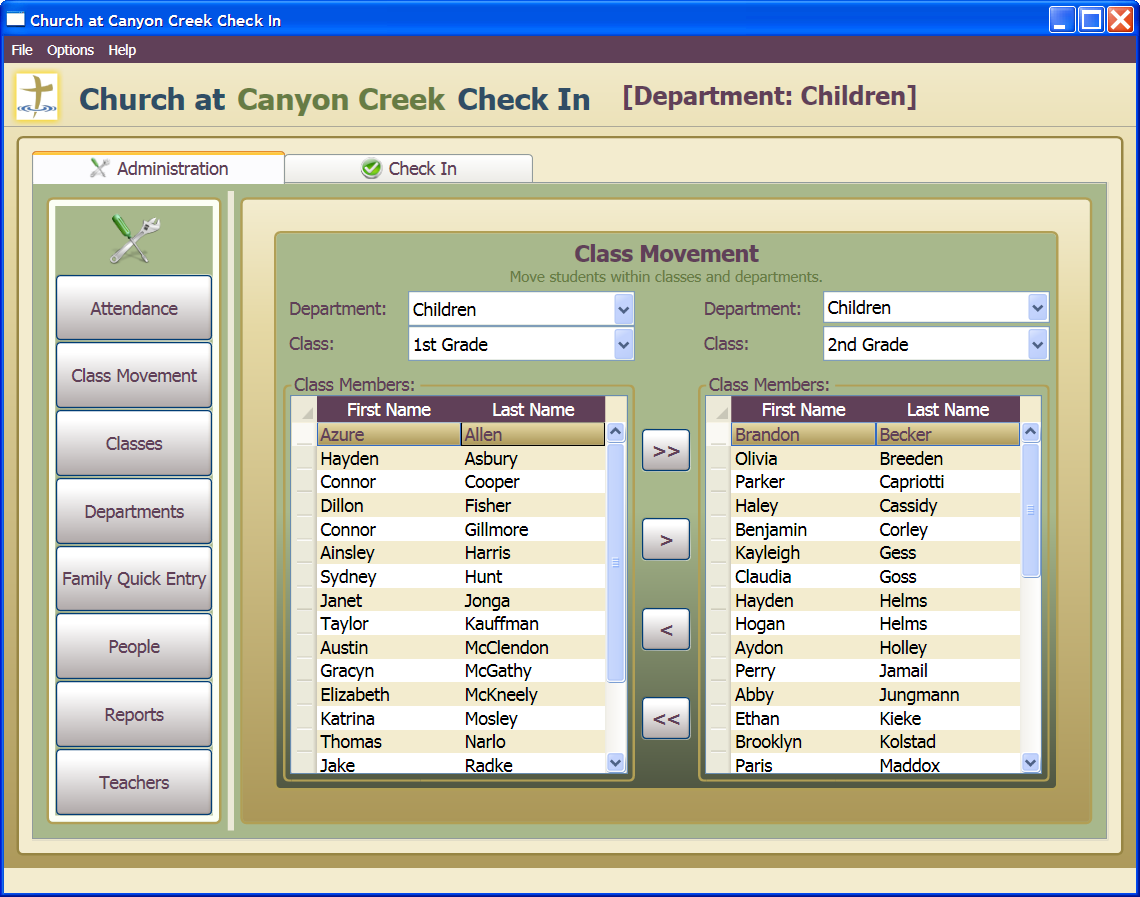 Church at Canyon Creek Check In
File Options Help
Church at Canyon Creek Check In [Department: Children]
Administration Check In
Attendance
Class Movement
Classes
Departments
Family Quick Entry
People
Reports
Teachers
Class Movement
Move students within classes and departments.
Department: Children
Class: 1st Grade
Class Members:
First Name Last Name
Azure Allen
Hayden Asbury
Connor Cooper
Dillon Fisher
Connor Gillmore
Ainsley Harris
Sydney Hunt
Janet Jonga
Taylor Kauffman
Austin McClendon
Gracyn McGathy
Elizabeth McKneely
Katrina Mosley
Thomas Narlo
Jake Radke
>>
>
<
<<
Department: Children
Class: 2nd Grade
Class Members:
First Name Last Name
Brandon Becker
Olivia Breeden
Parker Capriotti
Haley Cassidy
Benjamin Corley
Kayleigh Gess
Claudia Goss
Hayden Helms
Hogan Helms
Aydon Holley
Perry Jamail
Abby Jungmann
Ethan Kieke
Brooklyn Kolstad
Paris Maddox